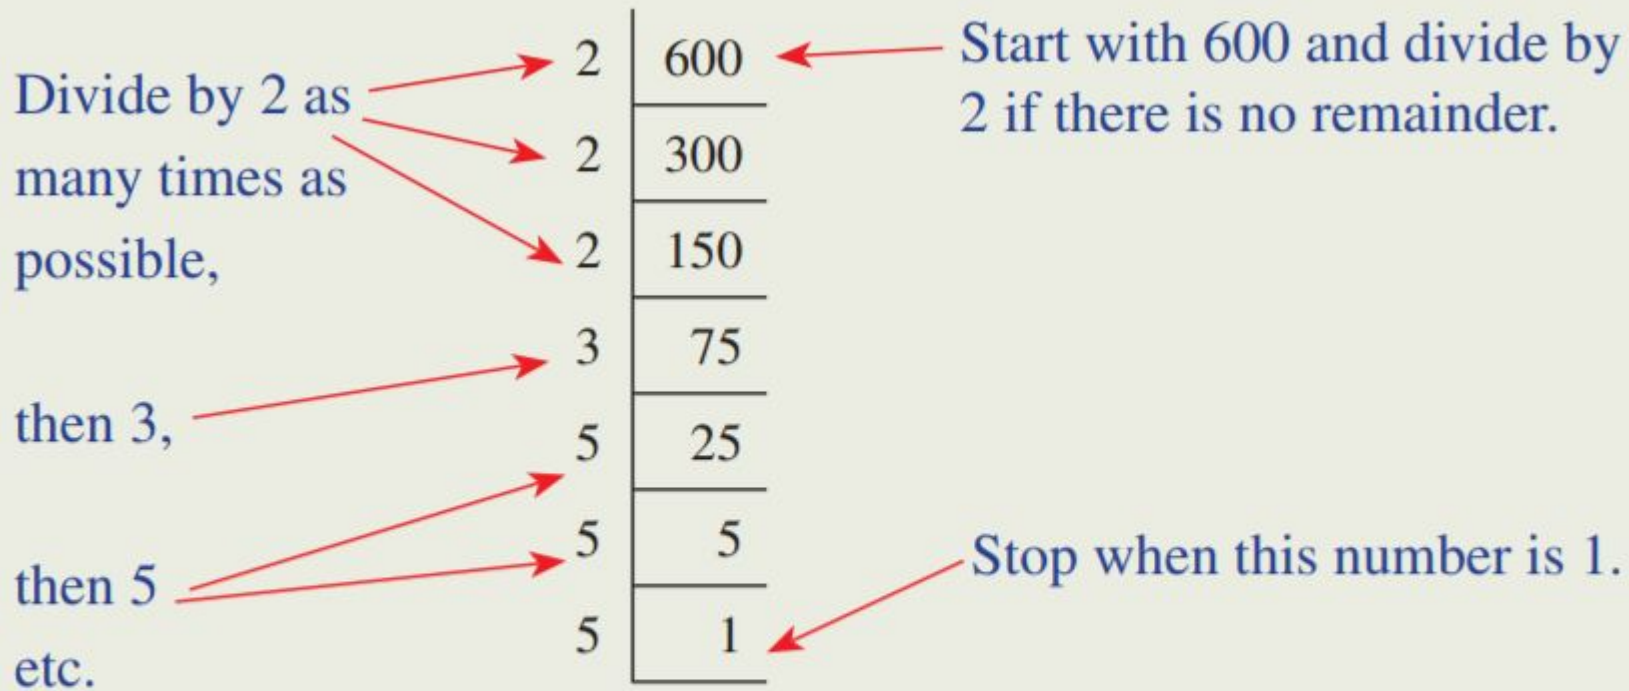 Divide by 2 as
many times as
possible,
then 3,
then 5
etc.
2 600
2 300
2 150
3 75
5 25
5 5
5 1
Start with 600 and divide by
2 if there is no remainder.
Stop when this number is 1.